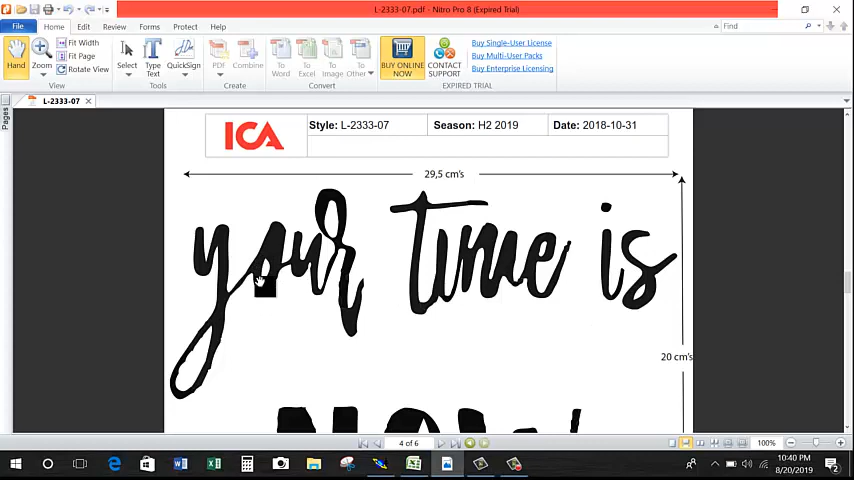 L-2333-07.pdf - Nitro Pro 8 (Expired Trial)
File Home Edit Review Forms Protect Help
Find
Hand
Zoom
Fit Width
Fit Page
Rotate View
View
Select
Type Text
QuickSign
Tools
PDF
Combine
Create
To Word
To Excel
To Image
To Other
Convert
BUY ONLINE NOW
CONTACT SUPPORT
Buy Single-User License
Buy Multi-User Packs
Buy Enterprise Licensing
EXPIRED TRIAL
L-2333-07
Pages
ICA
Style: L-2333-07
Season: H2 2019
Date: 2018-10-31
29,5 cm's
your time is
20 cm's
NOW
4 of 6
100%
10:40 PM
8/20/2019
2